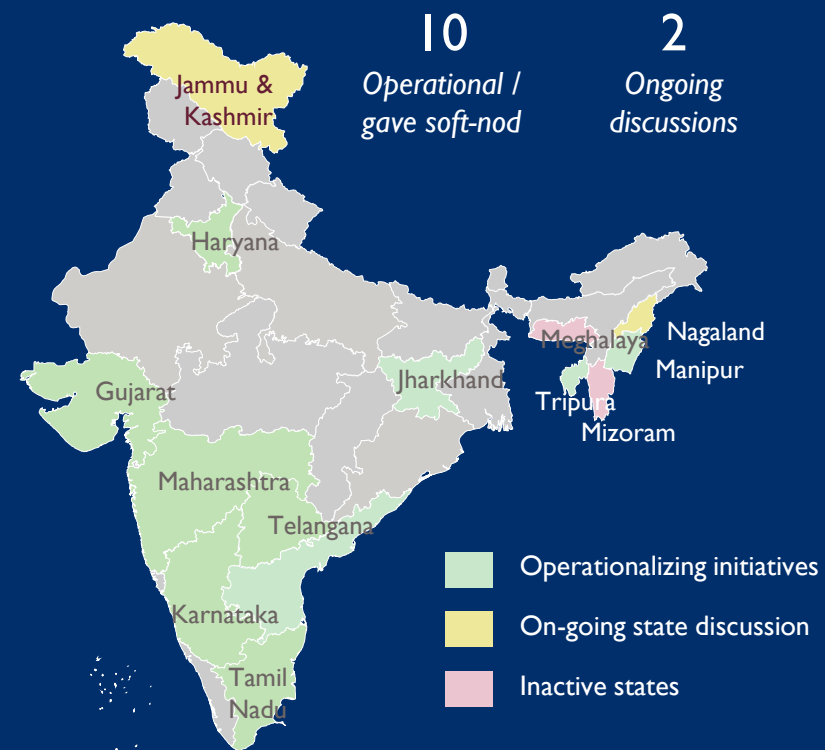 10
Operational /
gave soft-nod
2
Ongoing
discussions
Jammu &
Kashmir
Haryana
Gujarat
Jharkhand
Meghalaya
Nagaland
Manipur
Tripura
Mizoram
Maharashtra
Telangana
Karnataka
Tamil
Nadu
Operationalizing initiatives
On-going state discussion
Inactive states